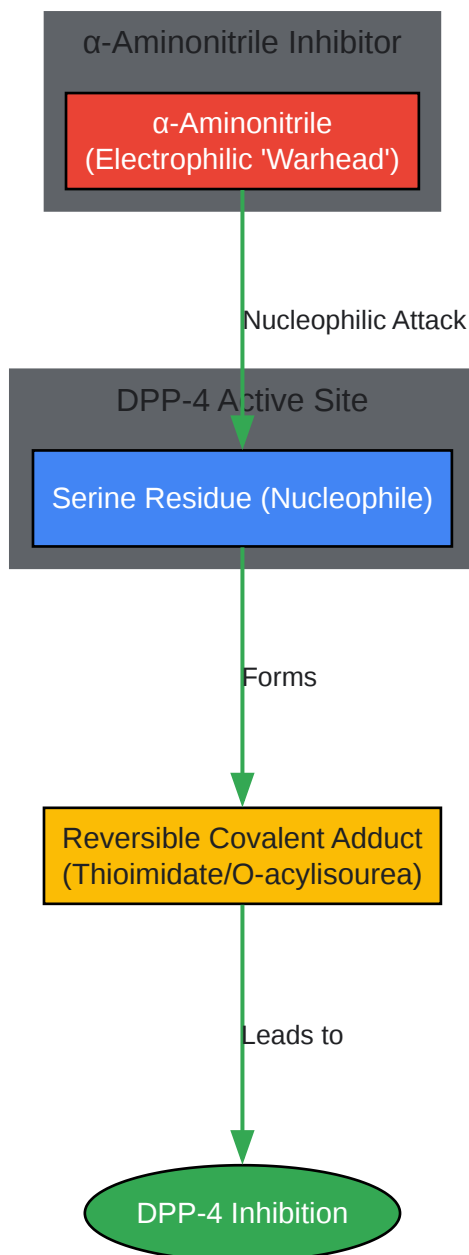 α-Aminonitrile Inhibitor
α-Aminonitrile
(Electrophilic 'Warhead')
Nucleophilic Attack
DPP-4 Active Site
Serine Residue (Nucleophile)
Forms
Reversible Covalent Adduct
(Thioimidate/O-acylisourea)
Leads to
DPP-4 Inhibition